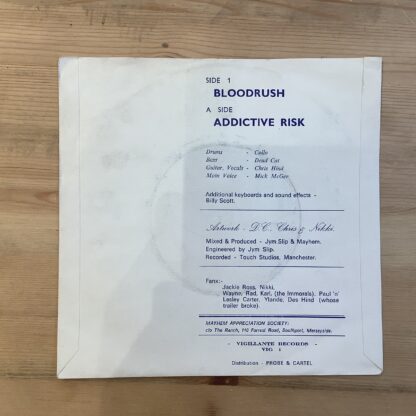 SIDE 1
BLOODRUSH
A SIDE
ADDICTIVE RISK
Drums - Collo
Bass - Dead Cat
Guitar, Vocals - Chris Hind
Main Voice - Mick McGee
Additional keyboards and sound effects -
Billy Scott.
Artwork - D.C. Chris & Nikki.
Mixed & Produced - Jym Slip & Mayhem.
Engineered by Jym Slip.
Recorded - Touch Studios, Manchester.
Fanx:-
Jackie Ross, Nikki,
Wayne, Rad, Karl, (the Immorals), Paul 'n'
Lesley Carter, Ylande, Des Hind (whose
trailer broke).
MAYHEM APPRECIATION SOCIETY:
c/o The Ranch, 110 Forest Road, Southport, Merseyside.
- VIGILLANTE RECORDS -
VIG 1
Distribution - PROBE & CARTEL